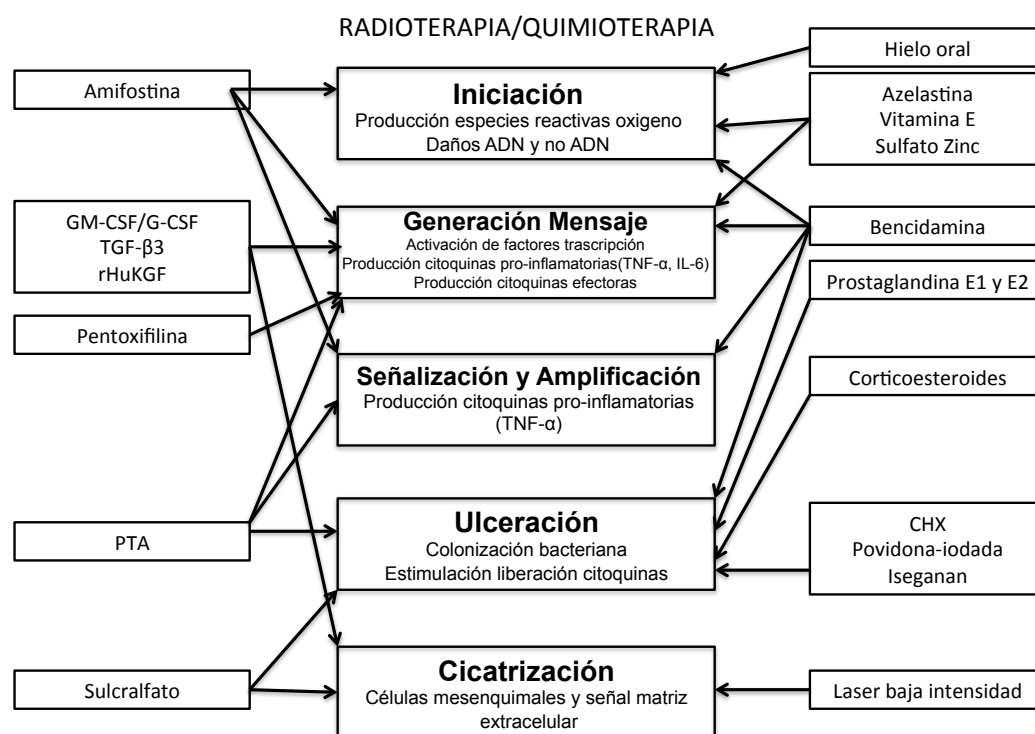 RADIOTERAPIA/QUIMIOTERAPIA
Amifostina
GM-CSF/G-CSF
TGF-β3
rHuKGF
Pentoxifilina
PTA
Sulcralfato
Iniciación
Producción especies reactivas oxigeno
Daños ADN y no ADN
Generación Mensaje
Activación de factores trascripción
Producción citoquinas pro-inflamatorias(TNF-α, IL-6)
Producción citoquinas efectoras
Señalización y Amplificación
Producción citoquinas pro-inflamatorias
(TNF-α)
Ulceración
Colonización bacteriana
Estimulación liberación citoquinas
Cicatrización
Células mesenquimales y señal matriz
extracelular
Hielo oral
Azelastina
Vitamina E
Sulfato Zinc
Bencidamina
Prostaglandina E1 y E2
Corticoesteroides
CHX
Povidona-iodada
Iseganan
Laser baja intensidad